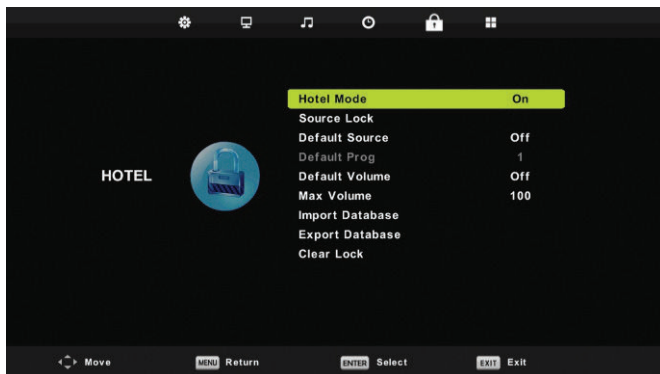 Hotel Mode On
Source Lock
Default Source Off
Default Prog 1
HOTEL
Default Volume Off
Max Volume 100
Import Database
Export Database
Clear Lock
Move MENU Return ENTER Select EXIT Exit